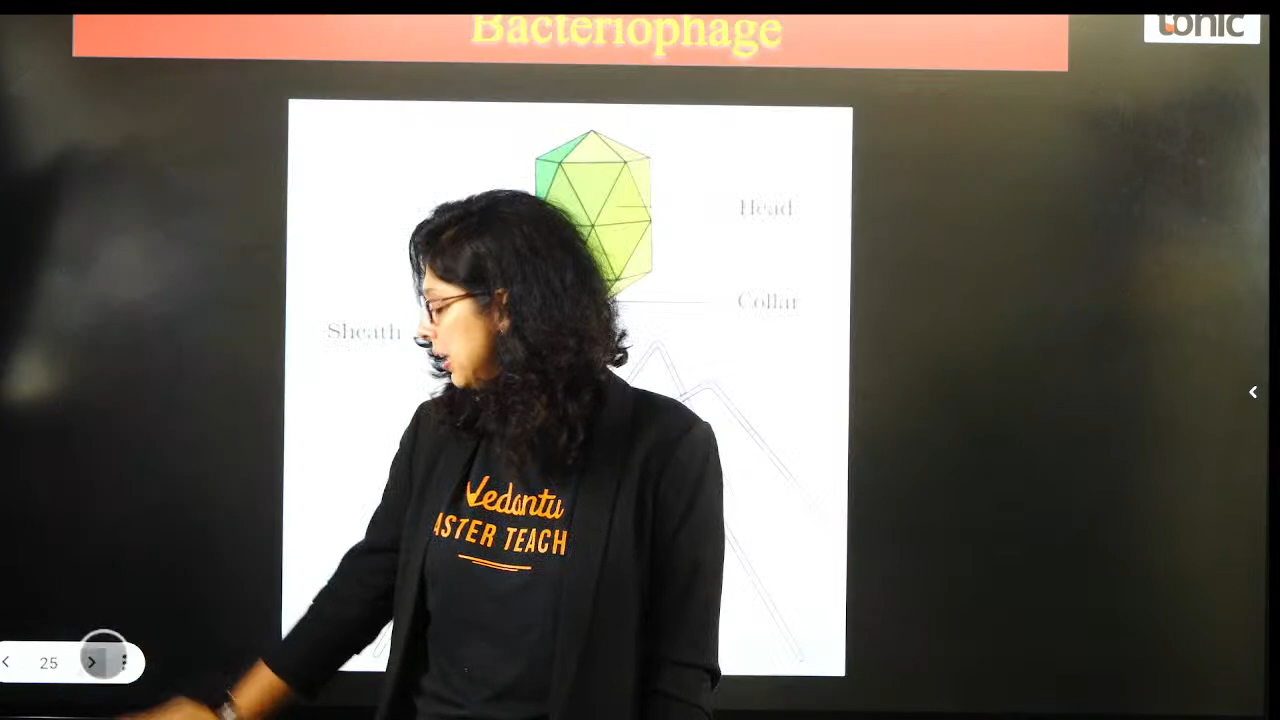 Bacteriophage
tonic
Head
Collar
Sheath
Vedantu
ASTER TEACH
25